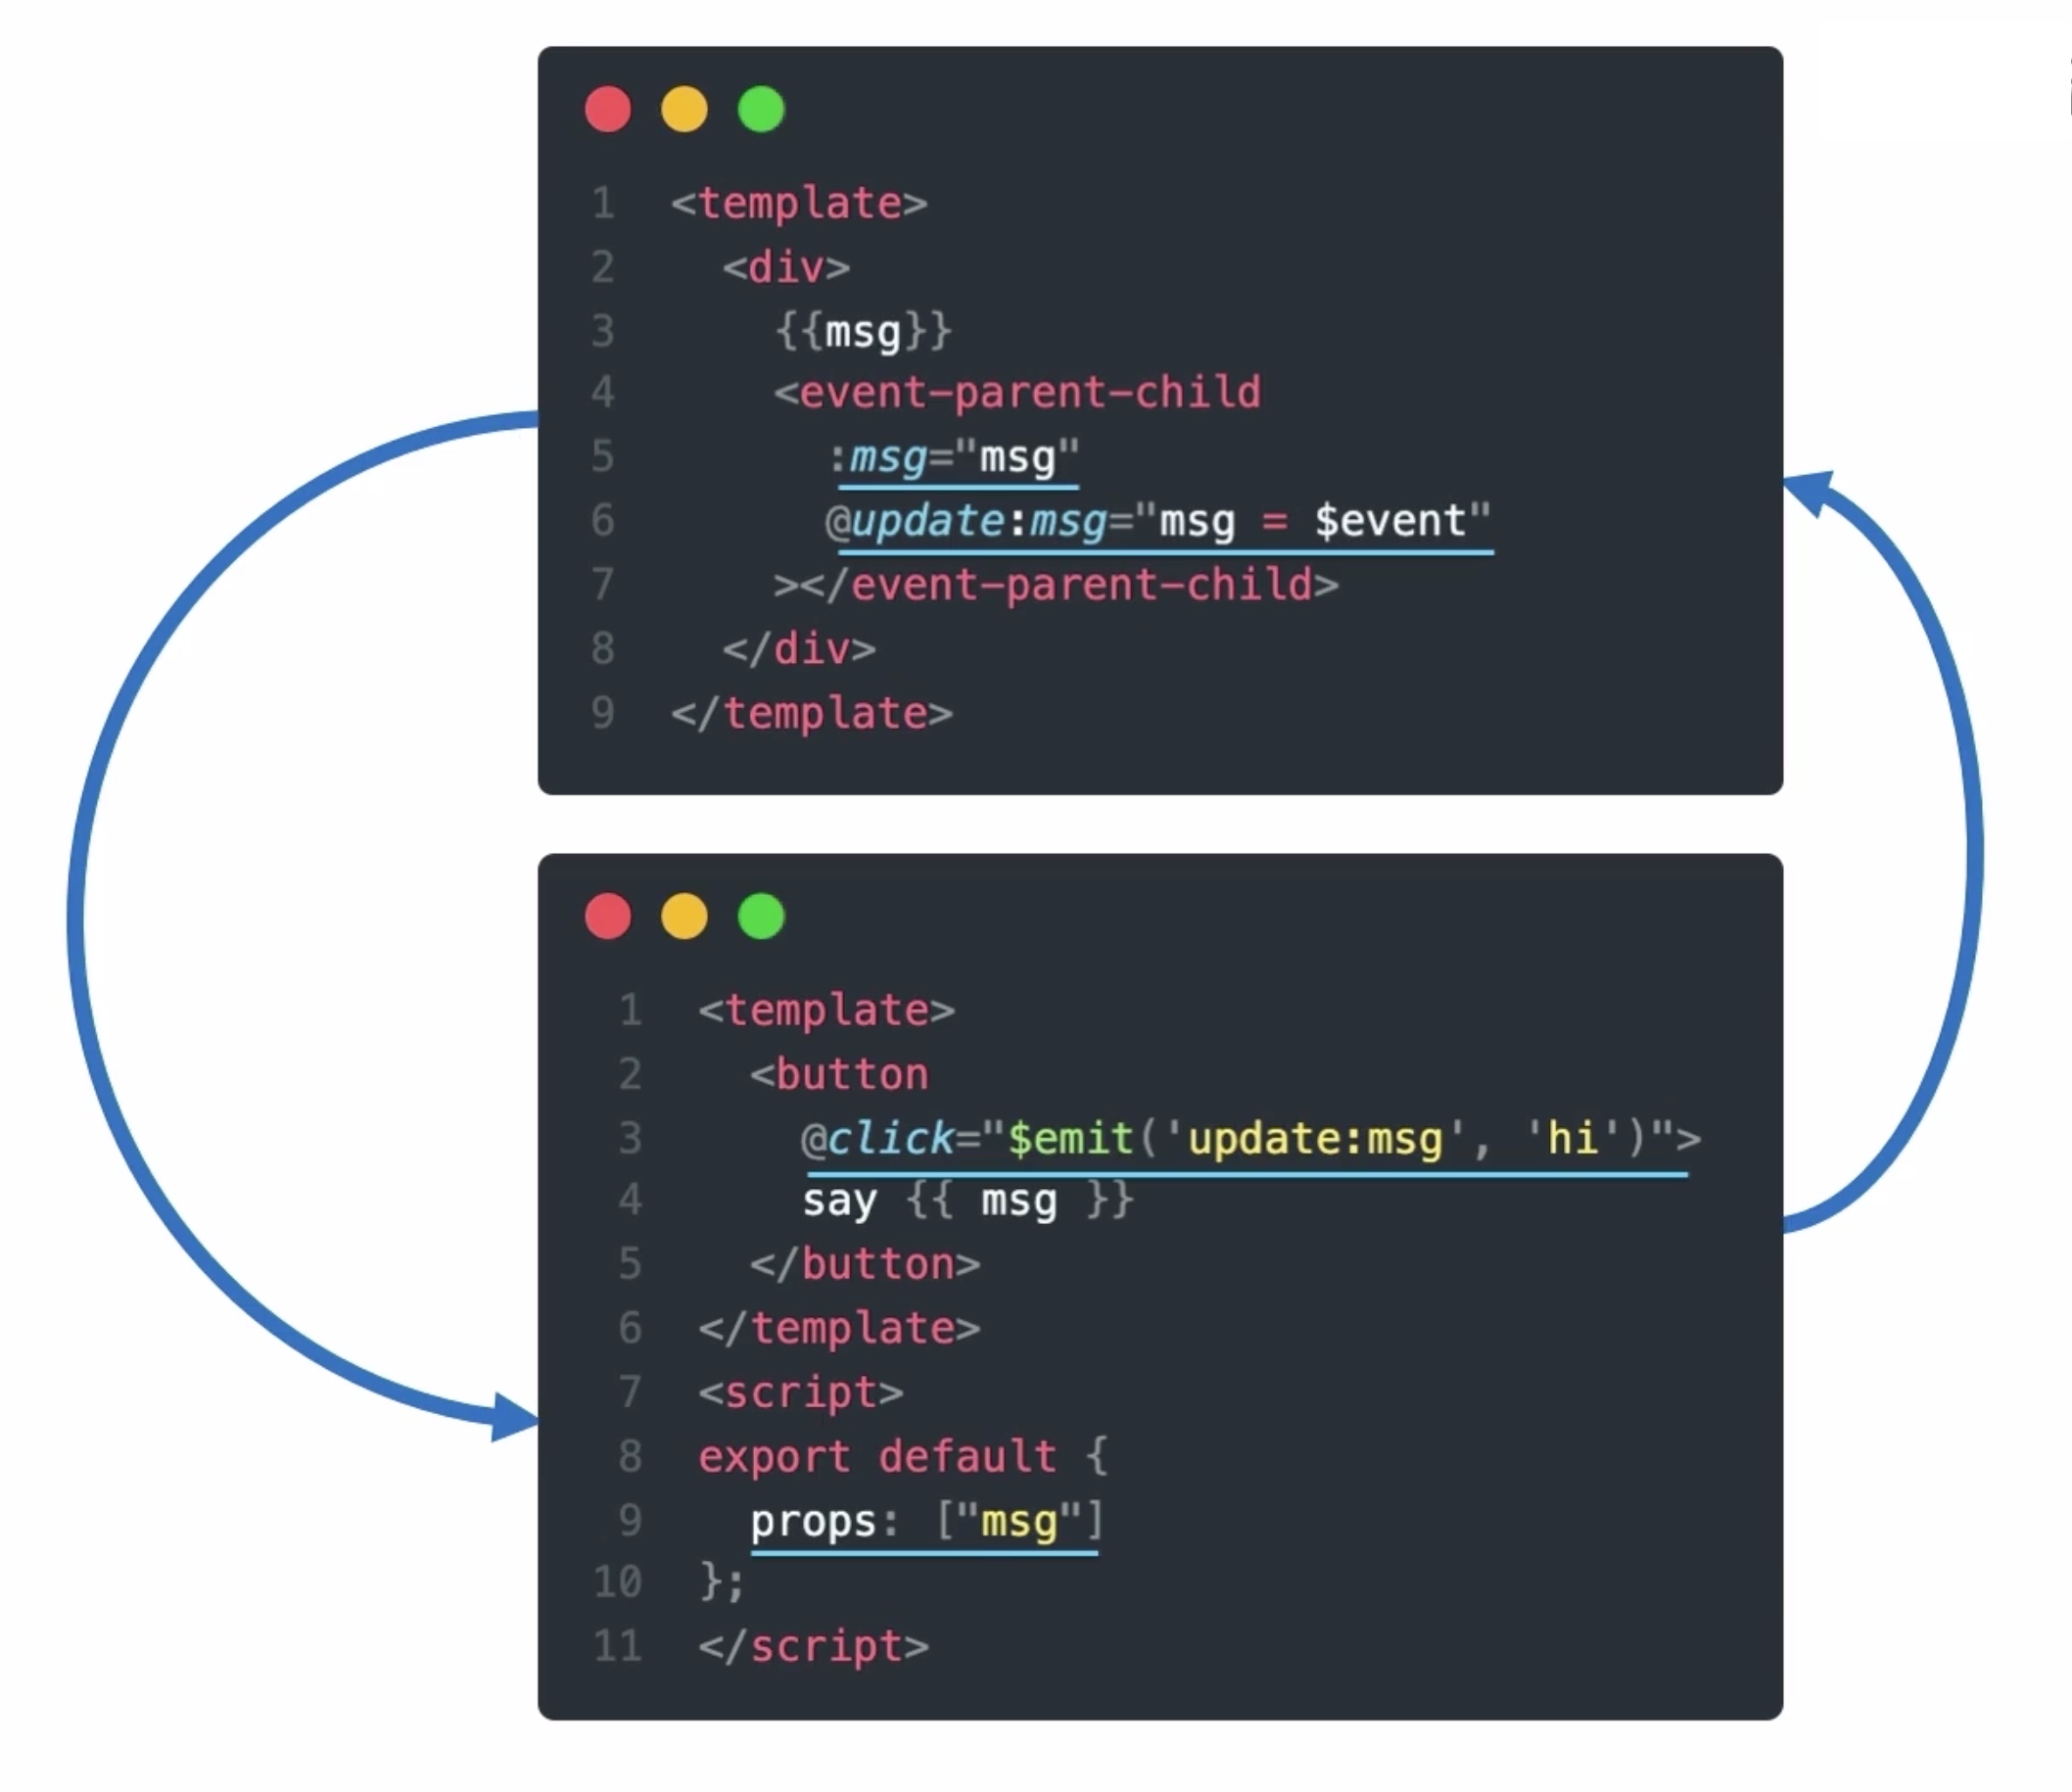 1 <template>
2 <div>
3 {{msg}}
4 <event-parent-child
5 :msg="msg"
6 @update:msg="msg = $event"
7 ></event-parent-child>
8 </div>
9 </template>
1 <template>
2 <button
3 @click="$emit('update:msg', 'hi')">
4 say {{ msg }}
5 </button>
6 </template>
7 <script>
8 export default {
9 props: ["msg"]
10 };
11 </script>